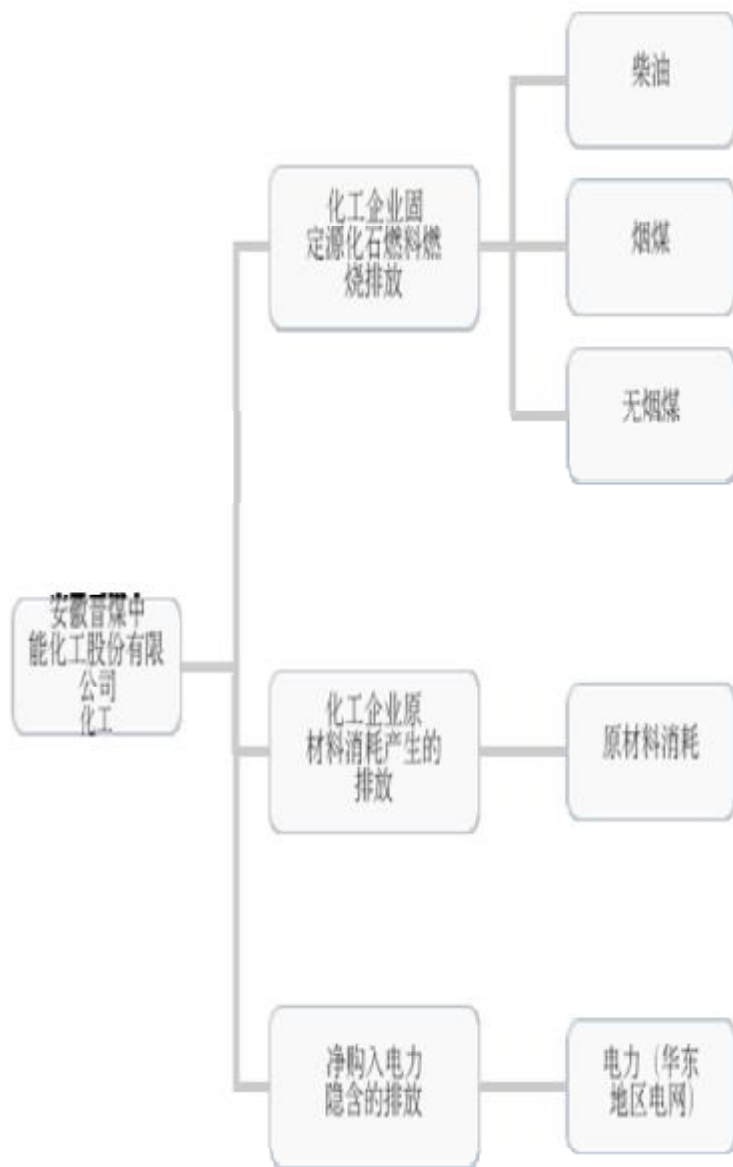 柴油
化工企业固
定源化石燃料燃
烧排放
烟煤
无烟煤
安徽晋煤中
能化工股份有限
公司
化工
化工企业原
材料消耗产生的
排放
原材料消耗
净购入电力
隐含的排放
电力（华东
地区电网）